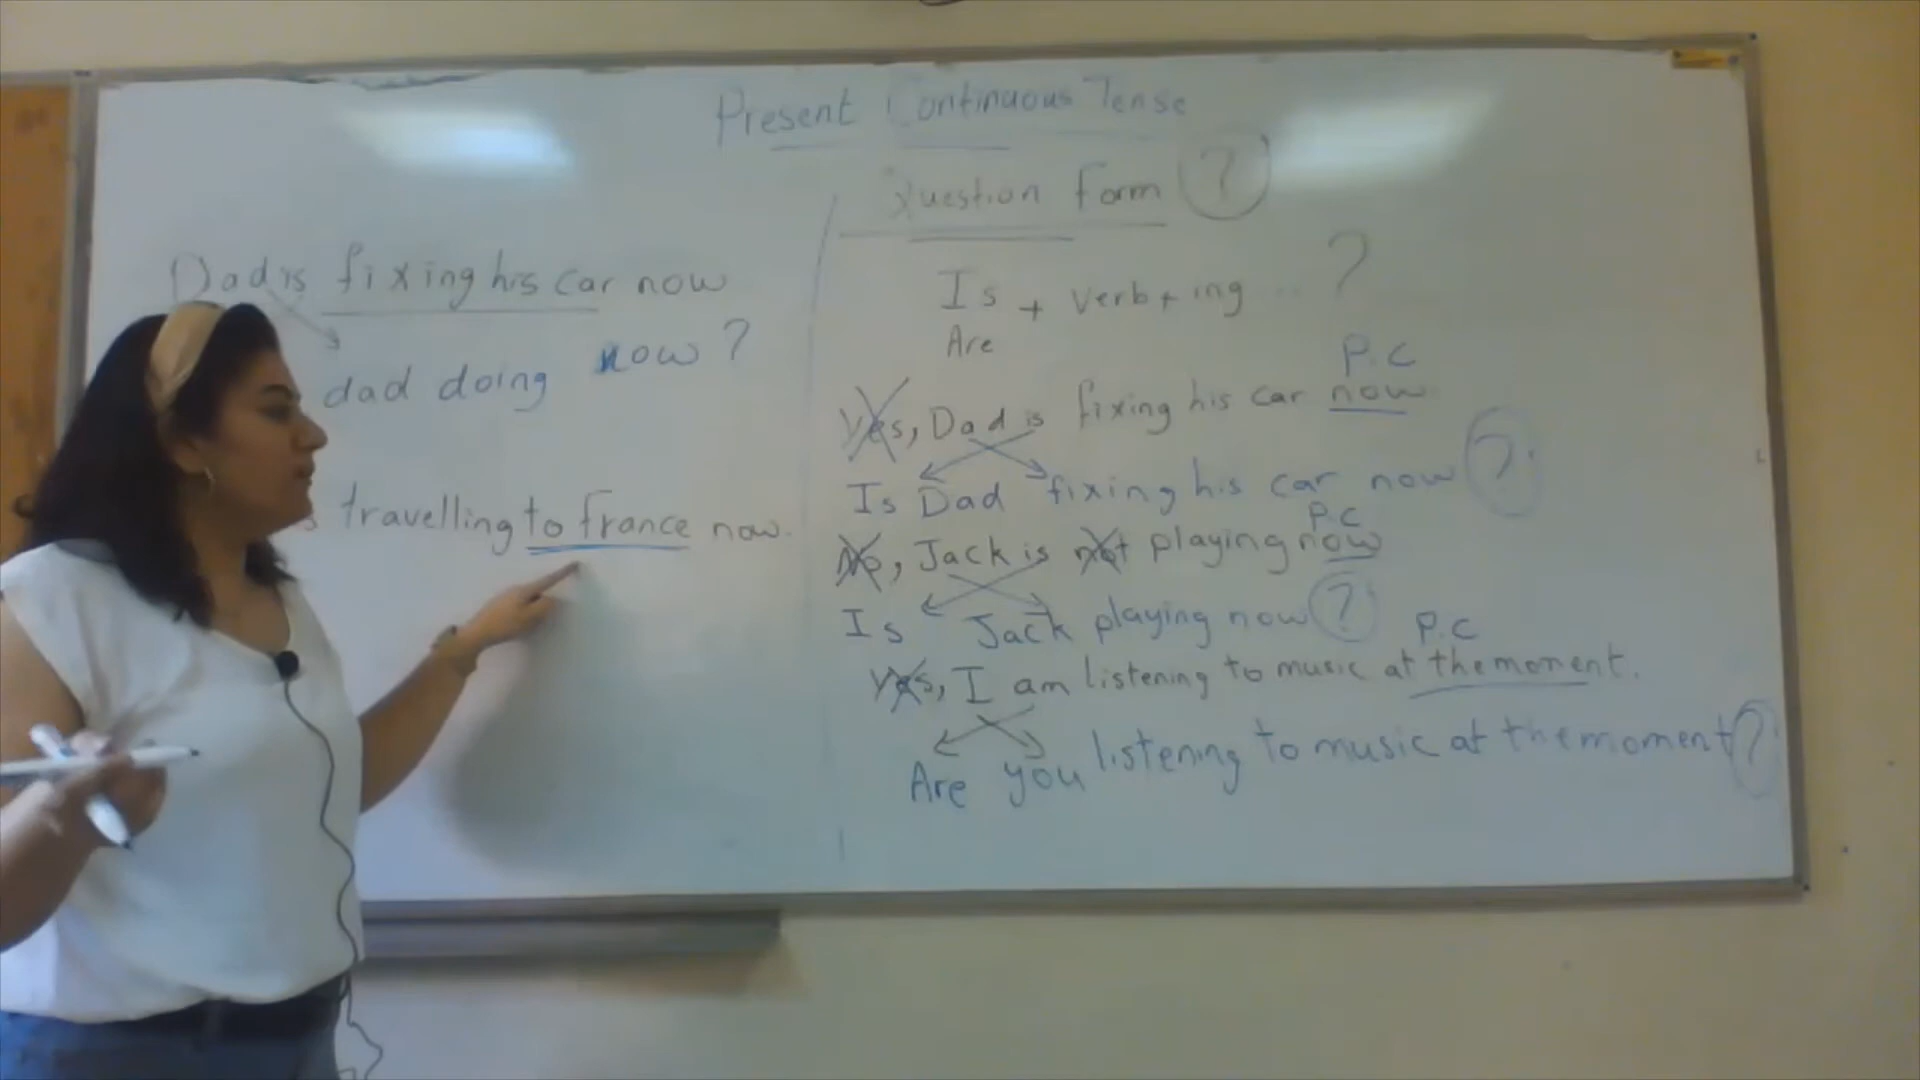 Present Continuous Tense
Question form ?
Dad is fixing his car now
dad doing now?
travelling to france now.
Is
Are + verb + ing ... ?
P.C
Yes, Dad is fixing his car now.
Is Dad fixing his car now?
P.C
No, Jack is not playing now
Is Jack playing now?
P.C
Yes, I am listening to music at the moment.
Are you listening to music at the moment?